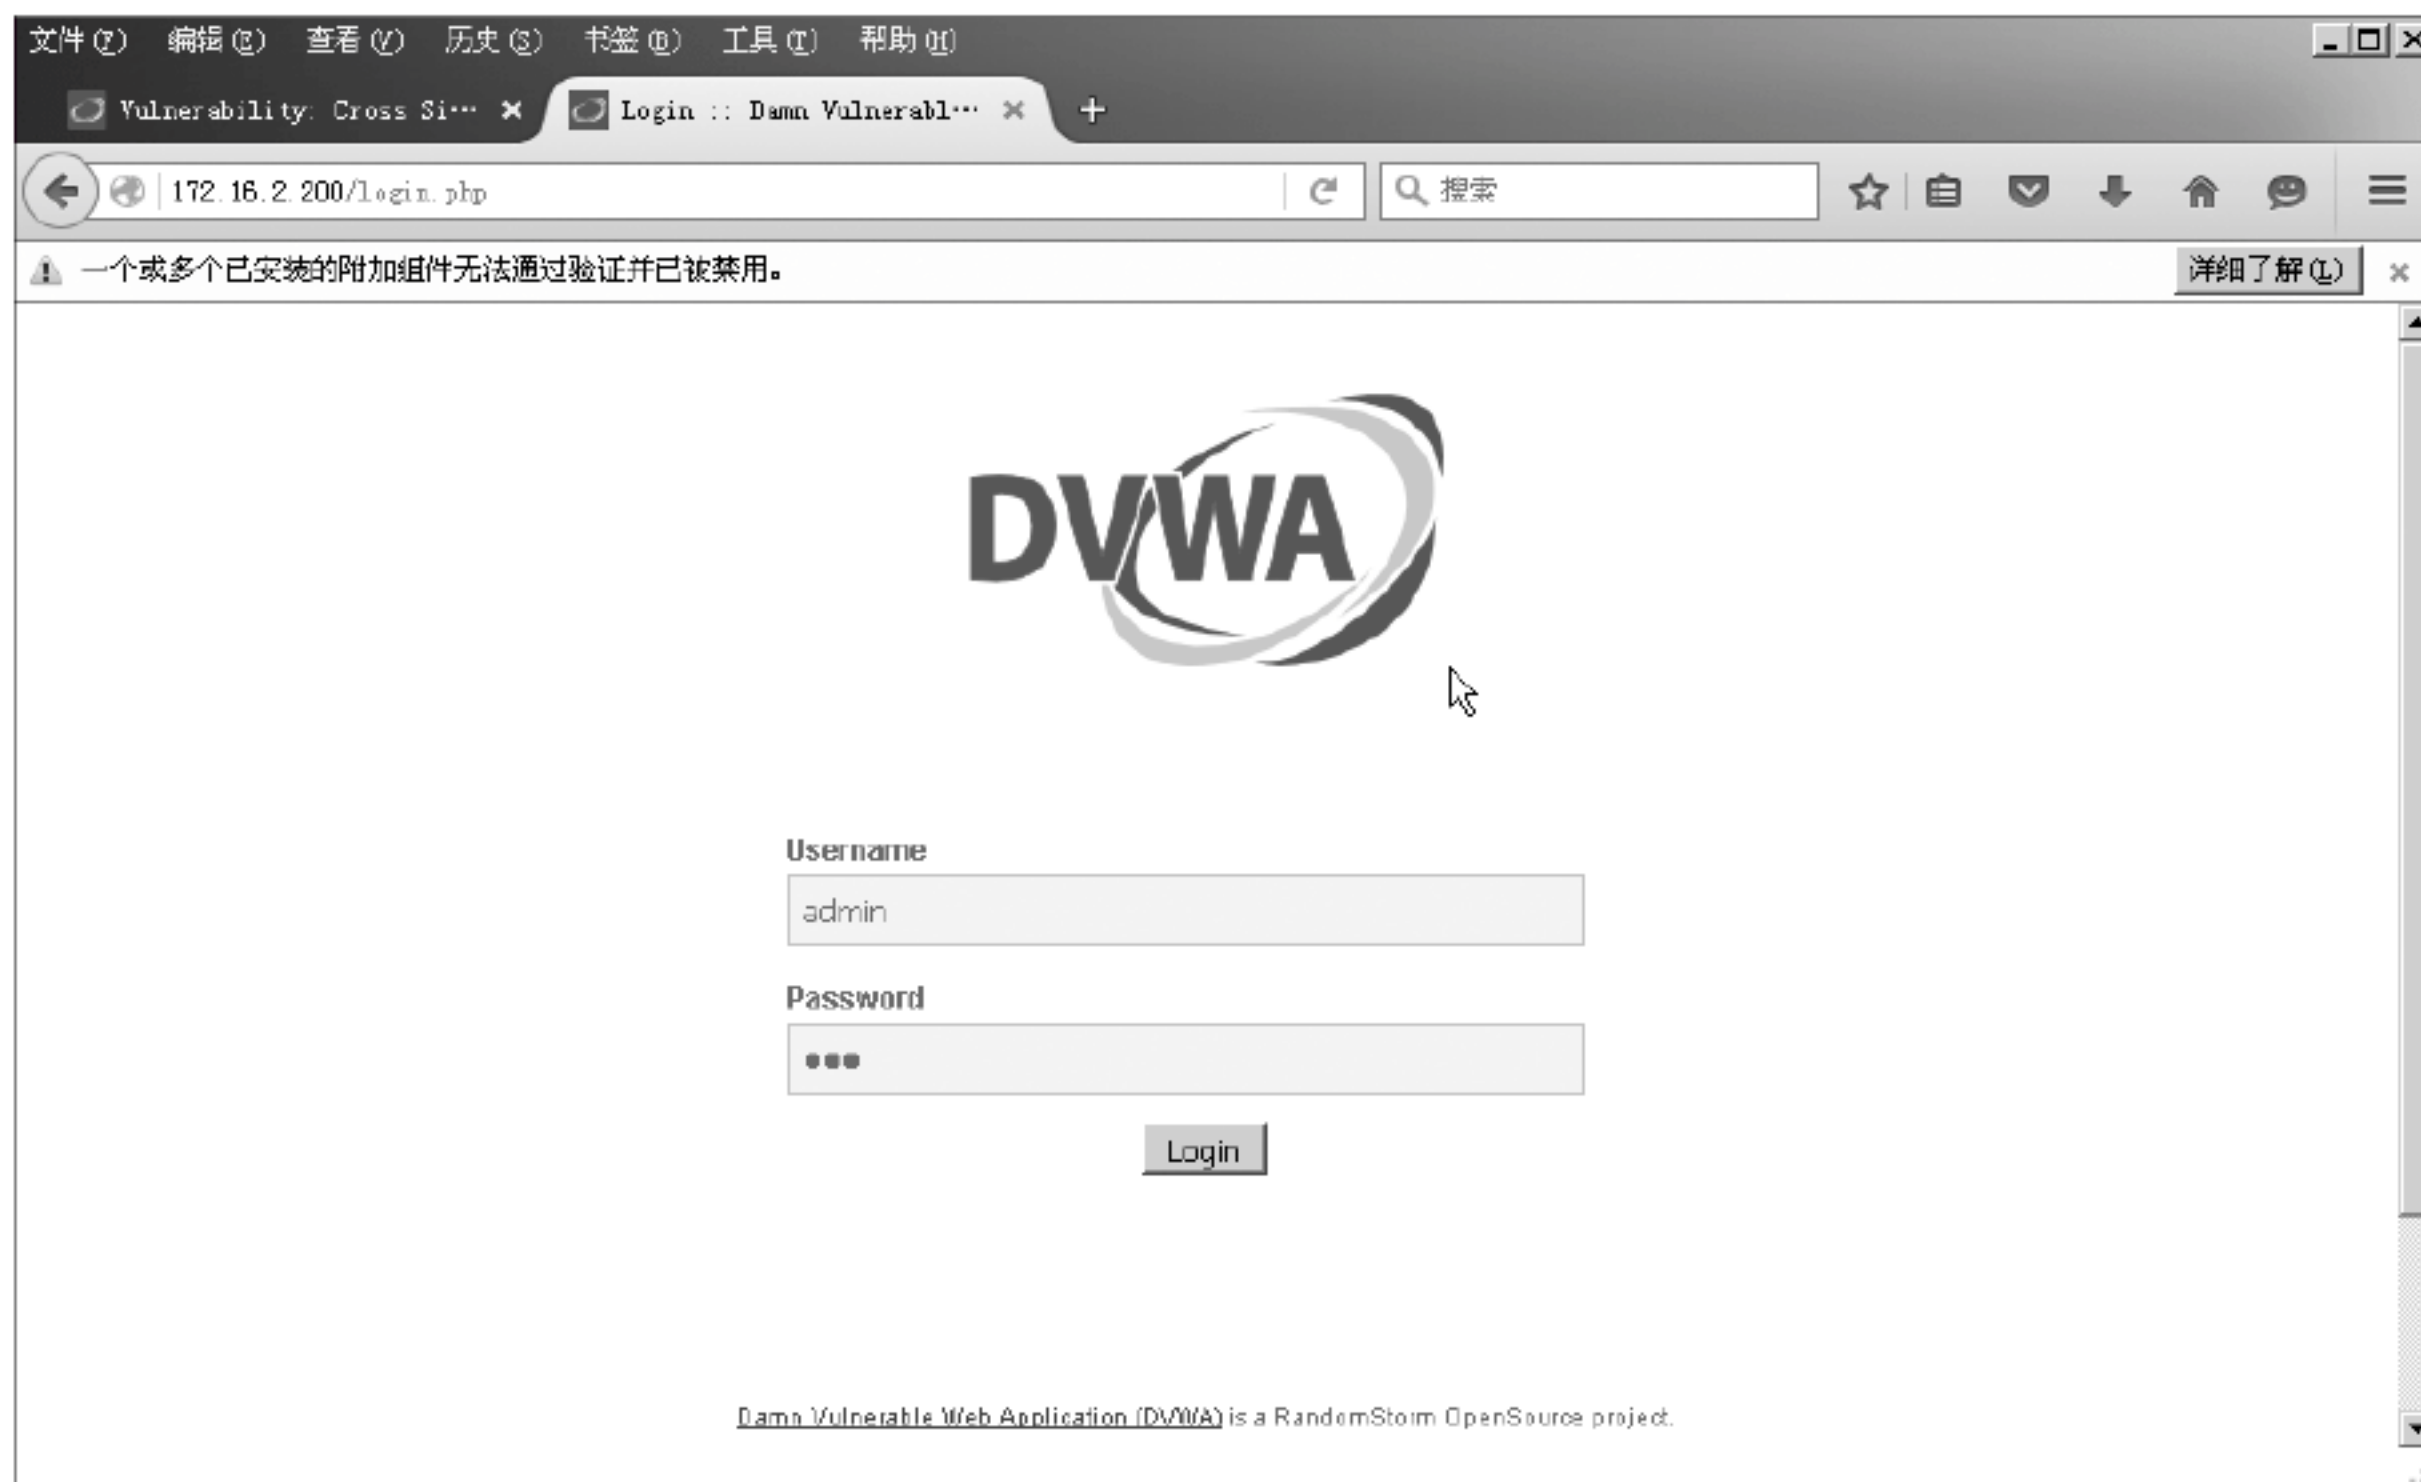 文件(F) 编辑(E) 查看(V) 历史(S) 书签(B) 工具(T) 帮助(H)
Vulnerability: Cross Si… Login :: Damn Vulnerabl…
172.16.2.200/login.php 搜索
一个或多个已安装的附加组件无法通过验证并已被禁用。 详细了解(L)
DVWA
Username
admin
Password
•••
Login
Damn Vulnerable Web Application (DVWA) is a RandomStorm OpenSource project.